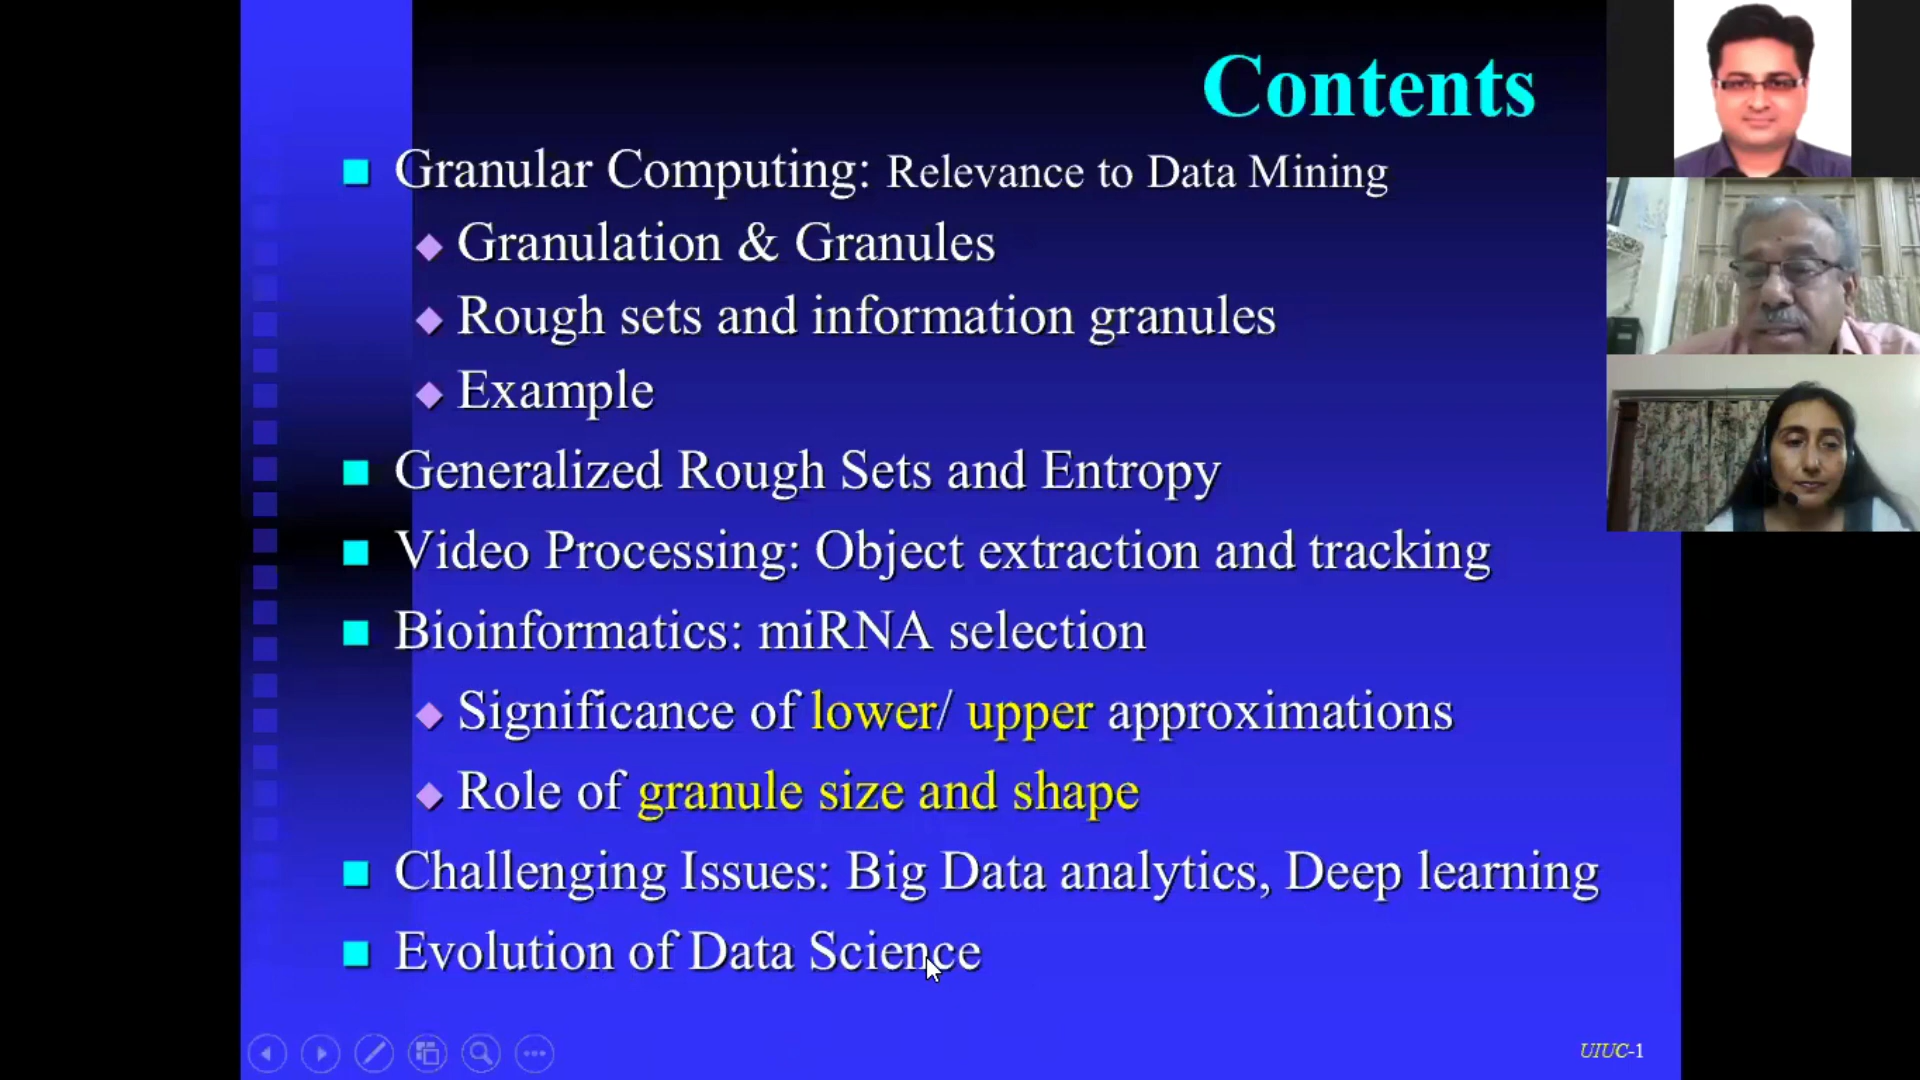 Contents
Granular Computing: Relevance to Data Mining
Granulation & Granules
Rough sets and information granules
Example
Generalized Rough Sets and Entropy
Video Processing: Object extraction and tracking
Bioinformatics: miRNA selection
Significance of lower/ upper approximations
Role of granule size and shape
Challenging Issues: Big Data analytics, Deep learning
Evolution of Data Science
UIUC-1